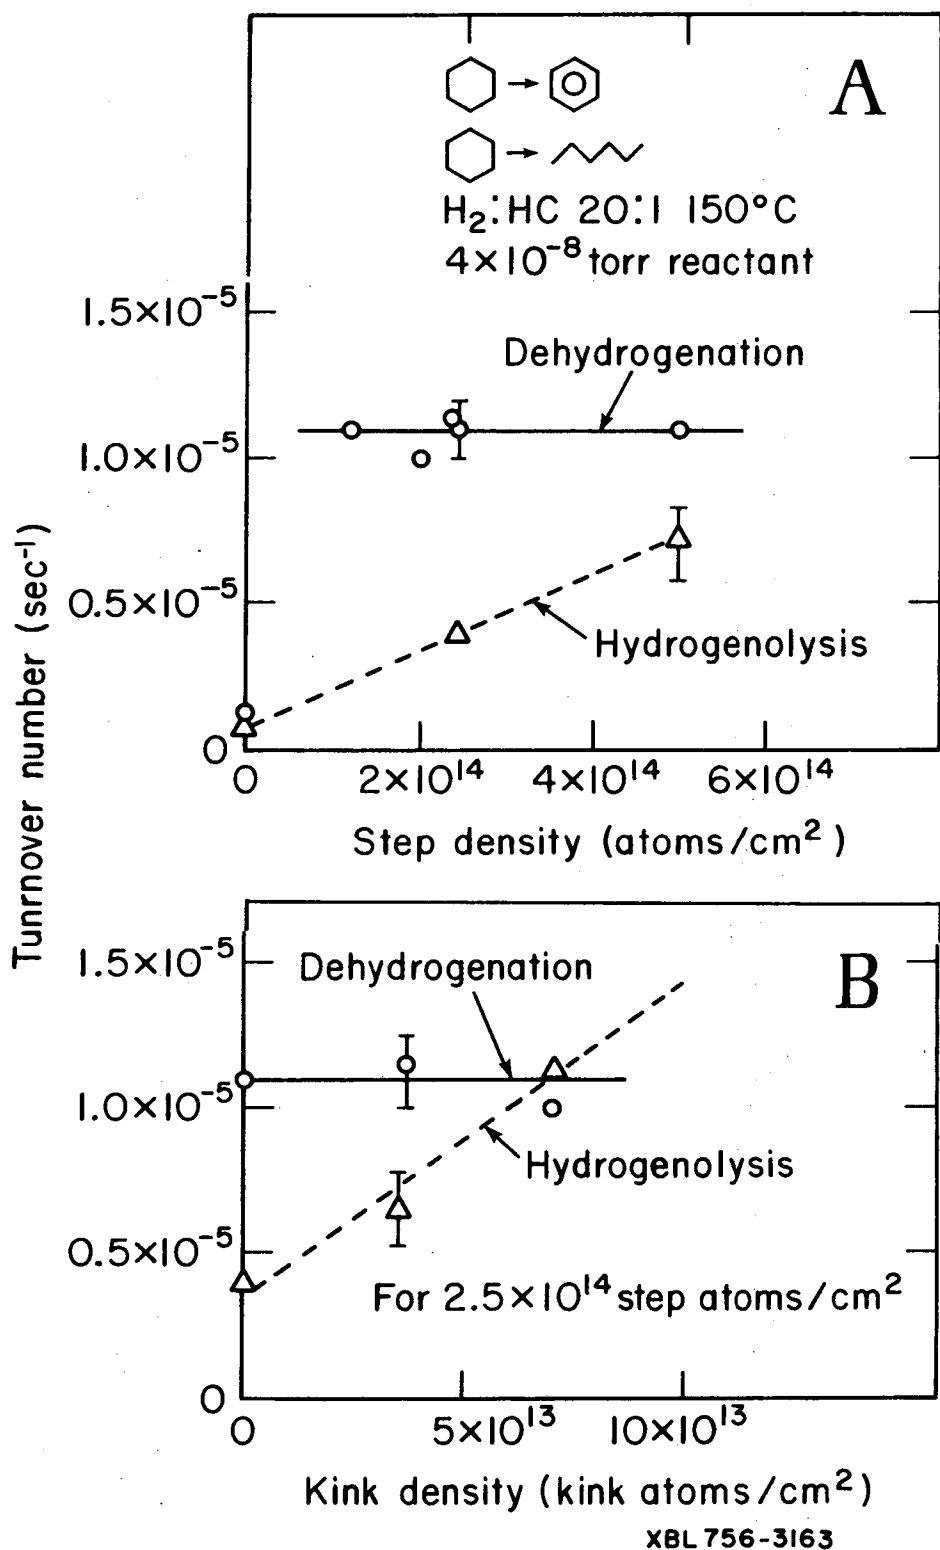 A
H₂:HC 20:1 150°C
4×10⁻⁸ torr reactant
1.5×10⁻⁵
Dehydrogenation
1.0×10⁻⁵
0.5×10⁻⁵
Hydrogenolysis
0
0 2×10¹⁴ 4×10¹⁴ 6×10¹⁴
Step density (atoms/cm²)
Tunrnover number (sec⁻¹)
B
1.5×10⁻⁵
Dehydrogenation
1.0×10⁻⁵
Hydrogenolysis
0.5×10⁻⁵
For 2.5×10¹⁴ step atoms/cm²
0
0 5×10¹³ 10×10¹³
Kink density (kink atoms/cm²)
XBL 756-3163